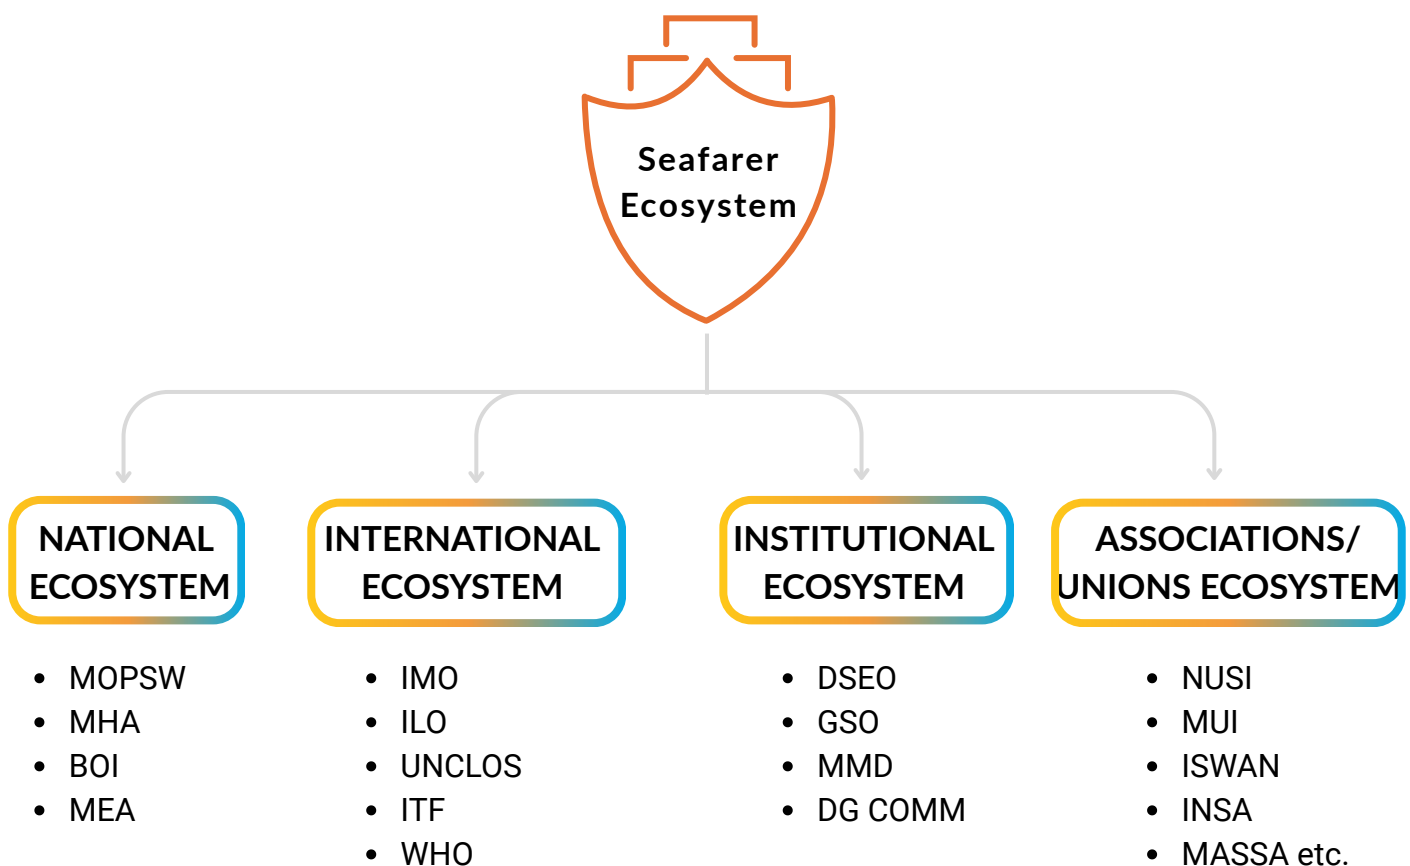 Seafarer
Ecosystem
NATIONAL
ECOSYSTEM
• MOPSW
• MHA
• BOI
• MEA
INTERNATIONAL
ECOSYSTEM
• IMO
• ILO
• UNCLOS
• ITF
• WHO
INSTITUTIONAL
ECOSYSTEM
• DSEO
• GSO
• MMD
• DG COMM
ASSOCIATIONS/
UNIONS ECOSYSTEM
• NUSI
• MUI
• ISWAN
• INSA
• MASSA etc.